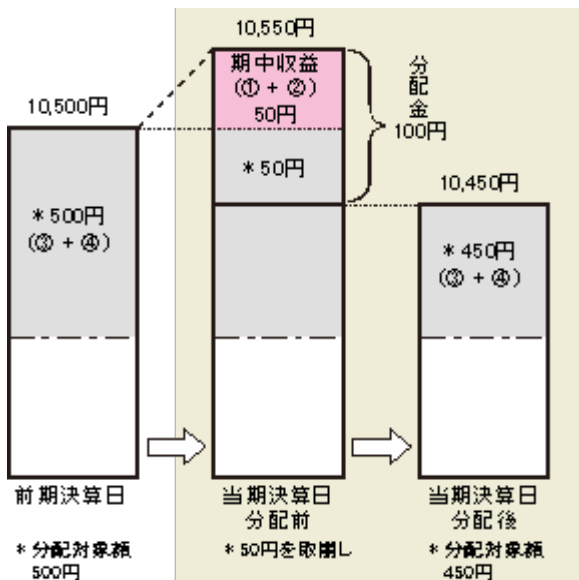 10,550円
期中収益
(① + ②)
50円
分
配
金
100円
10,500円
＊50円
10,450円
＊500円
(③ + ④)
＊450円
(③ + ④)
前期決算日
当期決算日
分配前
当期決算日
分配後
＊分配対象額
500円
＊50円を取崩し
＊分配対象額
450円